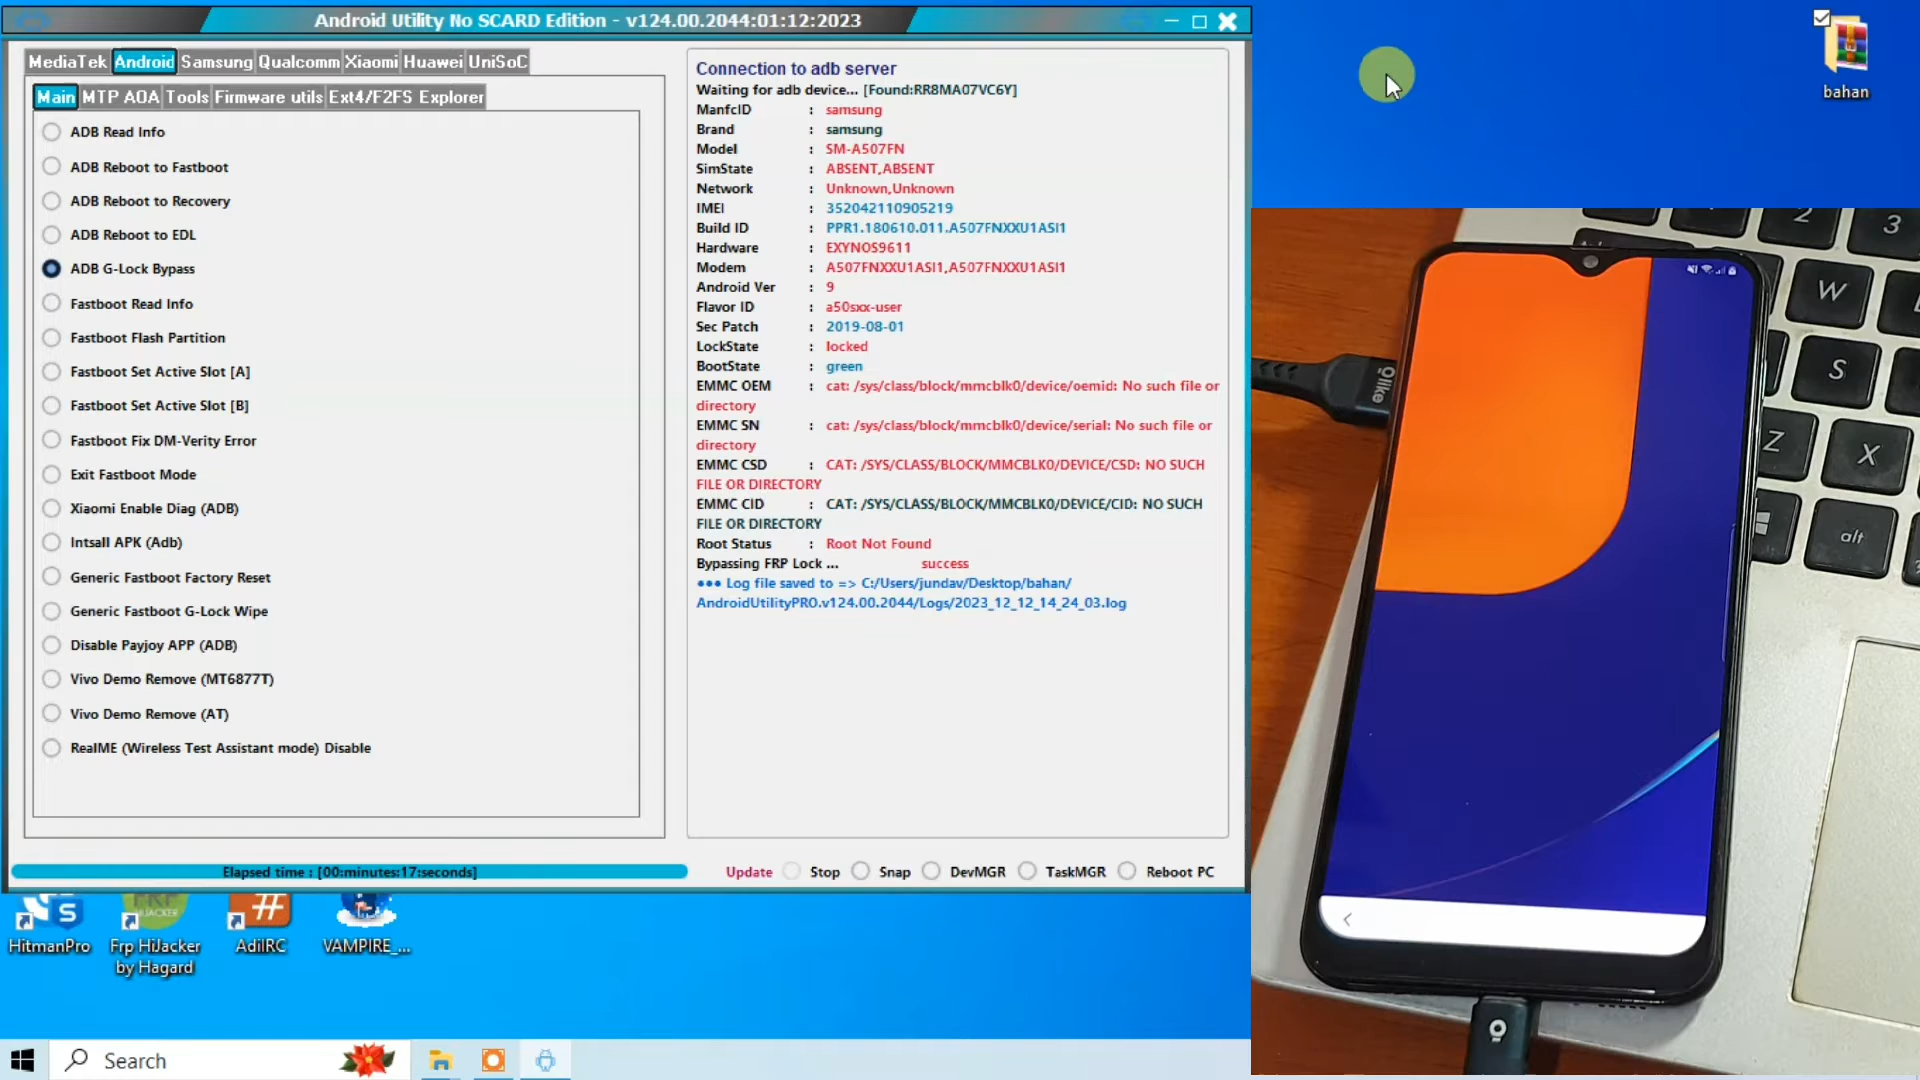 Android Utility No SCARD Edition - v124.00.2044:01:12:2023
MediaTek Android Samsung Qualcomm Xiaomi Huawei UniSoC
Main MTP AOA Tools Firmware utils Ext4/F2FS Explorer
ADB Read Info
ADB Reboot to Fastboot
ADB Reboot to Recovery
ADB Reboot to EDL
ADB G-Lock Bypass
Fastboot Read Info
Fastboot Flash Partition
Fastboot Set Active Slot [A]
Fastboot Set Active Slot [B]
Fastboot Fix DM-Verity Error
Exit Fastboot Mode
Xiaomi Enable Diag (ADB)
Intsall APK (Adb)
Generic Fastboot Factory Reset
Generic Fastboot G-Lock Wipe
Disable Payjoy APP (ADB)
Vivo Demo Remove (MT6877T)
Vivo Demo Remove (AT)
RealME (Wireless Test Assistant mode) Disable
Connection to adb server
Waiting for adb device... [Found:RR8MA07VC6Y]
ManfcID : samsung
Brand : samsung
Model : SM-A507FN
SimState : ABSENT,ABSENT
Network : Unknown,Unknown
IMEI : 352042110905219
Build ID : PPR1.180610.011.A507FNXXU1ASI1
Hardware : EXYNOS9611
Modem : A507FNXXU1ASI1,A507FNXXU1ASI1
Android Ver : 9
Flavor ID : a50sxx-user
Sec Patch : 2019-08-01
LockState : locked
BootState : green
EMMC OEM : cat: /sys/class/block/mmcblk0/device/oemid: No such file or
directory
EMMC SN : cat: /sys/class/block/mmcblk0/device/serial: No such file or
directory
EMMC CSD : CAT: /SYS/CLASS/BLOCK/MMCBLK0/DEVICE/CSD: NO SUCH
FILE OR DIRECTORY
EMMC CID : CAT: /SYS/CLASS/BLOCK/MMCBLK0/DEVICE/CID: NO SUCH
FILE OR DIRECTORY
Root Status : Root Not Found
Bypassing FRP Lock ... success
••• Log file saved to => C:/Users/jundav/Desktop/bahan/
AndroidUtilityPRO.v124.00.2044/Logs/2023_12_12_14_24_03.log
Elapsed time : [00:minutes:17:seconds]
Update Stop Snap DevMGR TaskMGR Reboot PC
HitmanPro
Frp HiJacker
by Hagard
AdiIRC
VAMPIRE_...
Search
bahan
2
3
W
S
Z
X
alt
Qlike